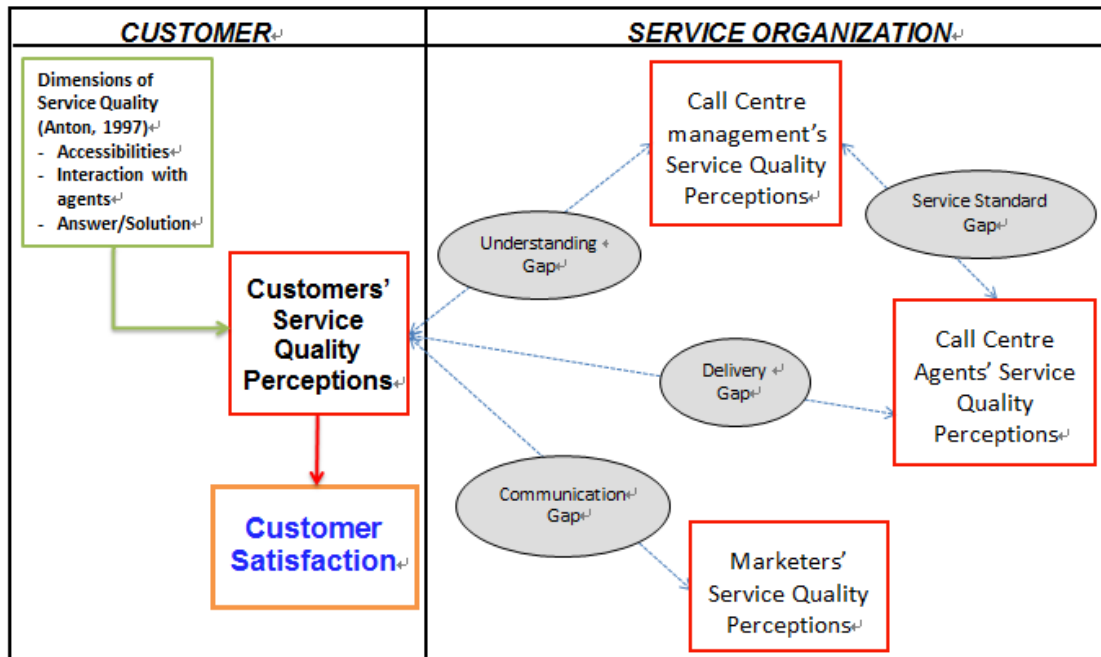 CUSTOMER
SERVICE ORGANIZATION
Dimensions of
Service Quality
(Anton, 1997)
- Accessibilities
- Interaction with
agents
- Answer/Solution
Call Centre
management's
Service Quality
Perceptions
Service Standard
Gap
Understanding
Gap
Customers'
Service
Quality
Perceptions
Call Centre
Agents' Service
Quality
Perceptions
Delivery
Gap
Communication
Gap
Customer
Satisfaction
Marketers'
Service Quality
Perceptions